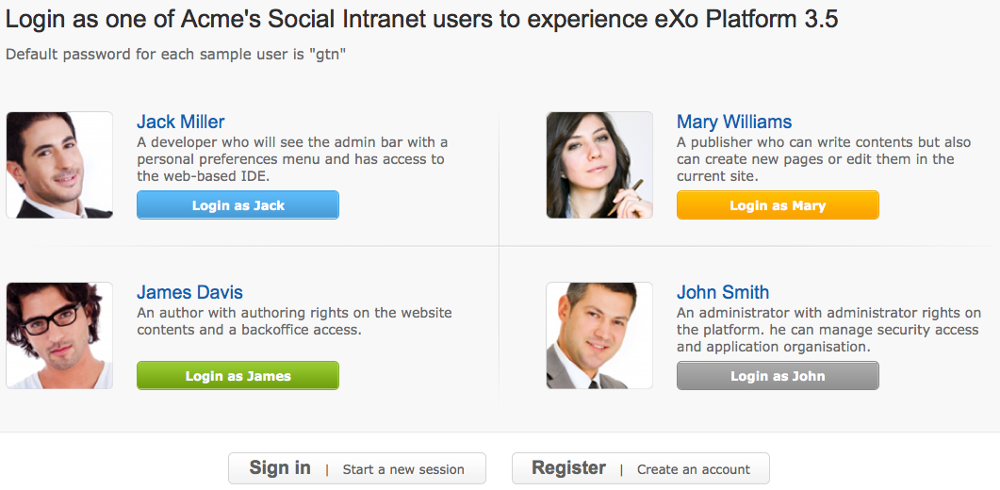 Login as one of Acme's Social Intranet users to experience eXo Platform 3.5
Default password for each sample user is "gtn"
Jack Miller
A developer who will see the admin bar with a
personal preferences menu and has access to
the web-based IDE.
Login as Jack
Mary Williams
A publisher who can write contents but also
can create new pages or edit them in the
current site.
Login as Mary
James Davis
An author with authoring rights on the website
contents and a backoffice access.
Login as James
John Smith
An administrator with administrator rights on
the platform. he can manage security access
and application organisation.
Login as John
Sign in | Start a new session
Register | Create an account